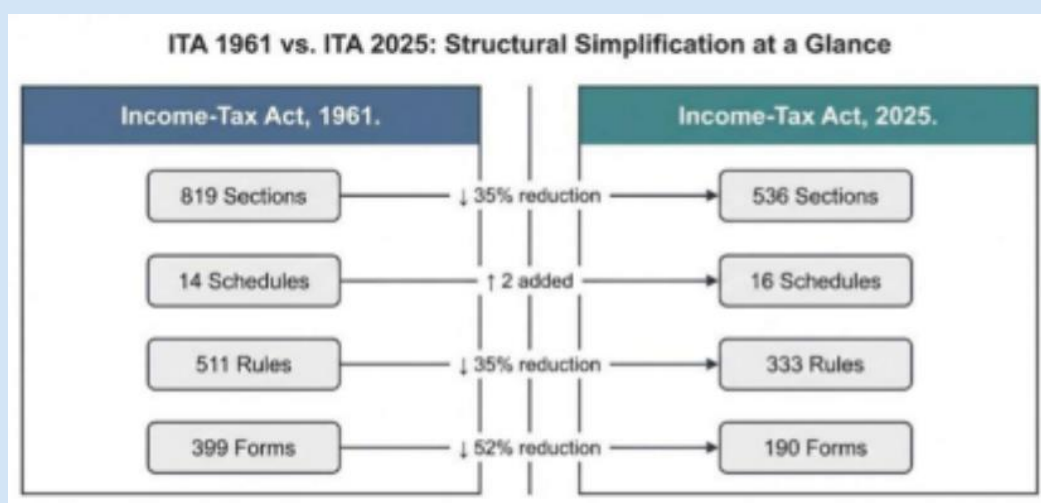 ITA 1961 vs. ITA 2025: Structural Simplification at a Glance
Income-Tax Act, 1961.
Income-Tax Act, 2025.
819 Sections ↓ 35% reduction 536 Sections
14 Schedules ↑ 2 added 16 Schedules
511 Rules ↓ 35% reduction 333 Rules
399 Forms ↓ 52% reduction 190 Forms